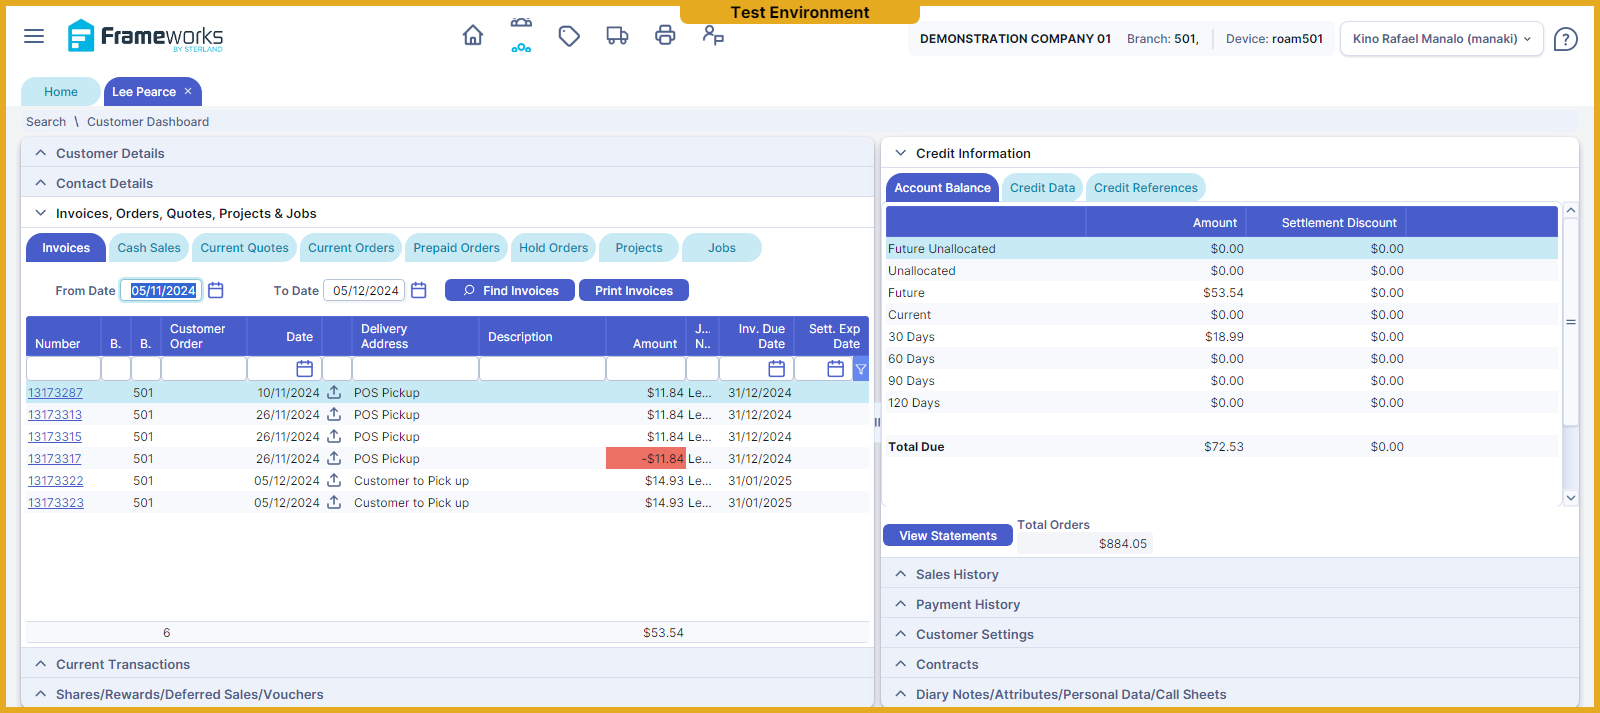 Test Environment
Frameworks
BY STERLAND
DEMONSTRATION COMPANY 01 Branch: 501, Device: roam501 Kino Rafael Manalo (manaki)
Home Lee Pearce ×
Search \ Customer Dashboard
Customer Details
Contact Details
Invoices, Orders, Quotes, Projects & Jobs
Invoices Cash Sales Current Quotes Current Orders Prepaid Orders Hold Orders Projects Jobs
From Date 05/11/2024 To Date 05/12/2024 Find Invoices Print Invoices
Number B. B. Customer Order Date Delivery Address Description Amount J... N.. Inv. Due Date Sett. Exp Date
13173287 501 10/11/2024 POS Pickup $11.84 Le... 31/12/2024
13173313 501 26/11/2024 POS Pickup $11.84 Le... 31/12/2024
13173315 501 26/11/2024 POS Pickup $11.84 Le... 31/12/2024
13173317 501 26/11/2024 POS Pickup -$11.84 Le... 31/12/2024
13173322 501 05/12/2024 Customer to Pick up $14.93 Le... 31/01/2025
13173323 501 05/12/2024 Customer to Pick up $14.93 Le... 31/01/2025
6 $53.54
Current Transactions
Shares/Rewards/Deferred Sales/Vouchers
Credit Information
Account Balance Credit Data Credit References
Amount Settlement Discount
Future Unallocated $0.00 $0.00
Unallocated $0.00 $0.00
Future $53.54 $0.00
Current $0.00 $0.00
30 Days $18.99 $0.00
60 Days $0.00 $0.00
90 Days $0.00 $0.00
120 Days $0.00 $0.00
Total Due $72.53 $0.00
View Statements Total Orders
$884.05
Sales History
Payment History
Customer Settings
Contracts
Diary Notes/Attributes/Personal Data/Call Sheets